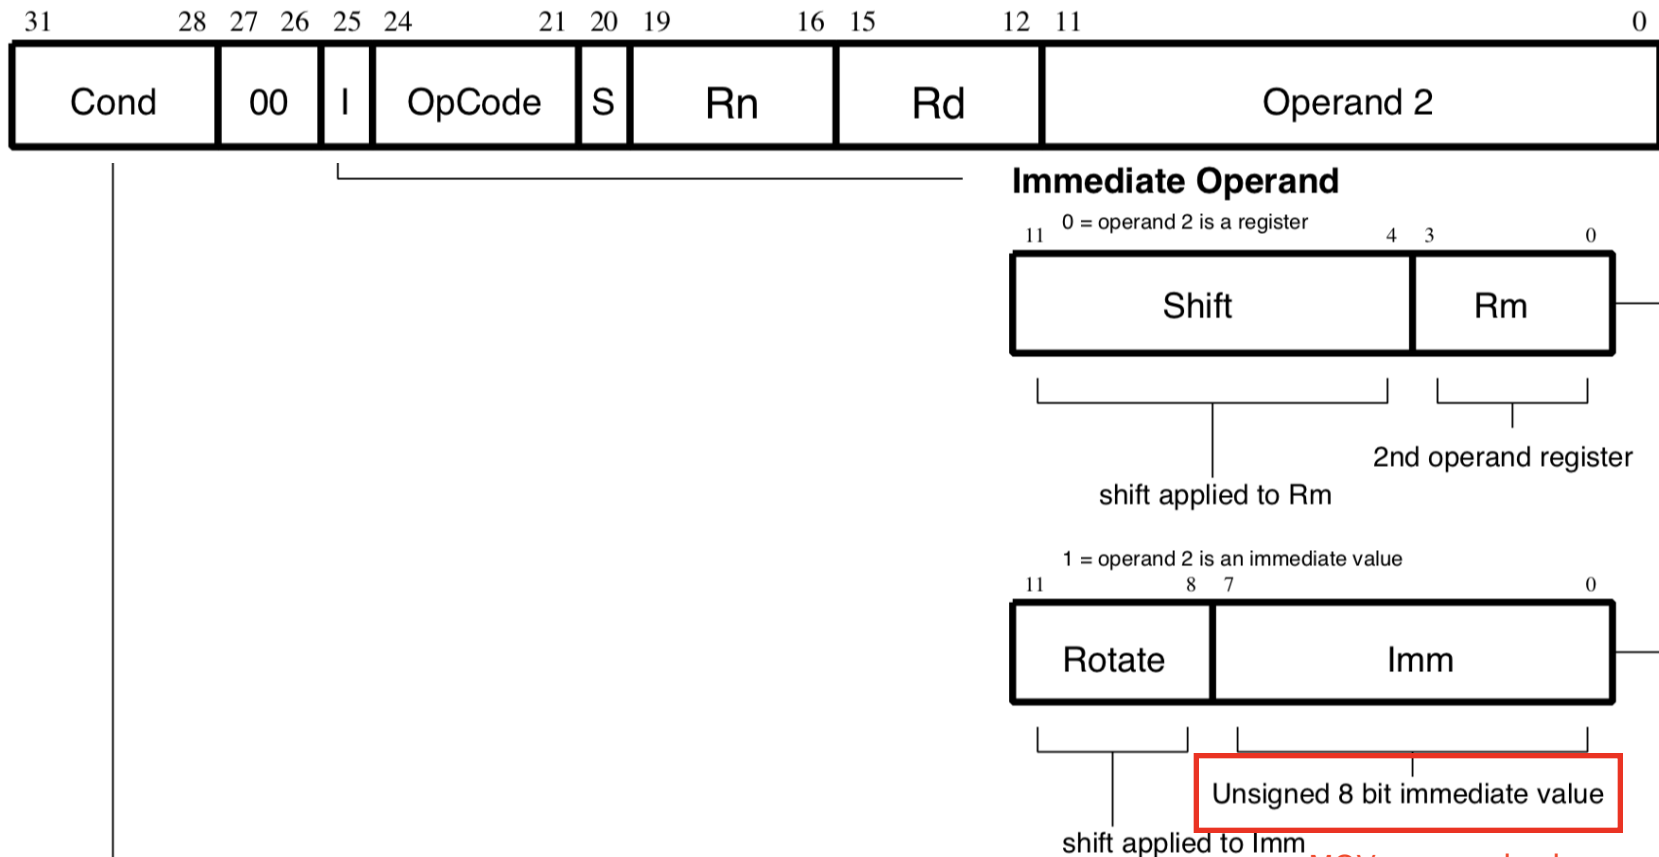 31 28 27 26 25 24 21 20 19 16 15 12 11 0
Cond 00 I OpCode S Rn Rd Operand 2
Immediate Operand
0 = operand 2 is a register
11 4 3 0
Shift Rm
2nd operand register
shift applied to Rm
1 = operand 2 is an immediate value
11 8 7 0
Rotate Imm
Unsigned 8 bit immediate value
shift applied to Imm